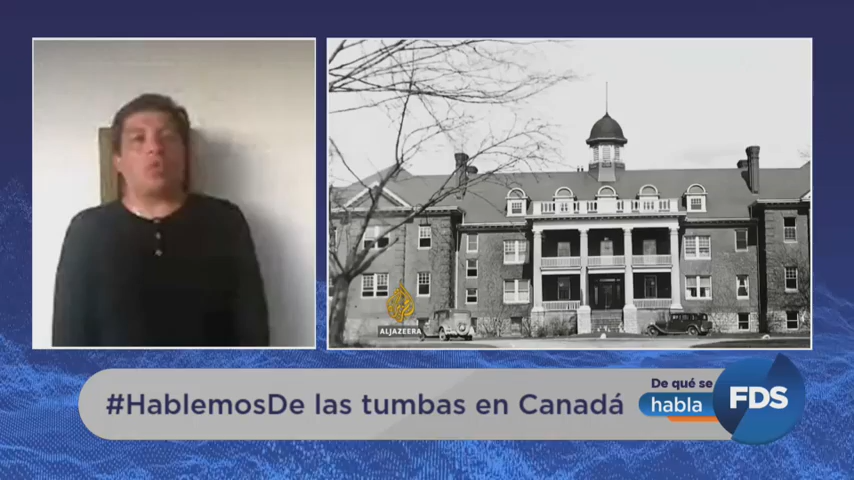 ALJAZEERA
#HablemosDe las tumbas en Canadá
De qué se
habla
FDS